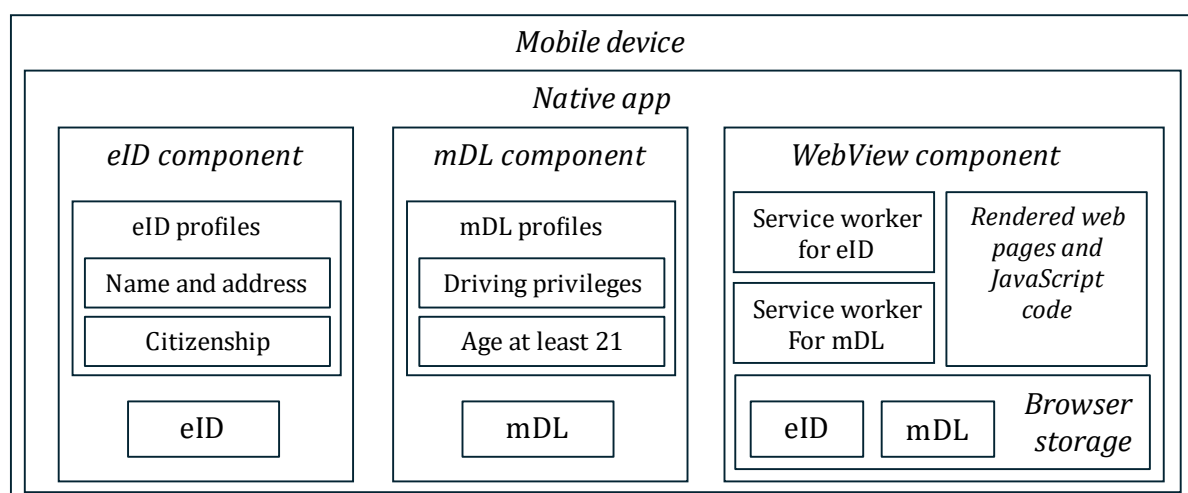 Mobile device
Native app
eID component
eID profiles
Name and address
Citizenship
eID
mDL component
mDL profiles
Driving privileges
Age at least 21
mDL
WebView component
Service worker
for eID
Service worker
For mDL
Rendered web
pages and
JavaScript
code
eID
mDL
Browser
storage